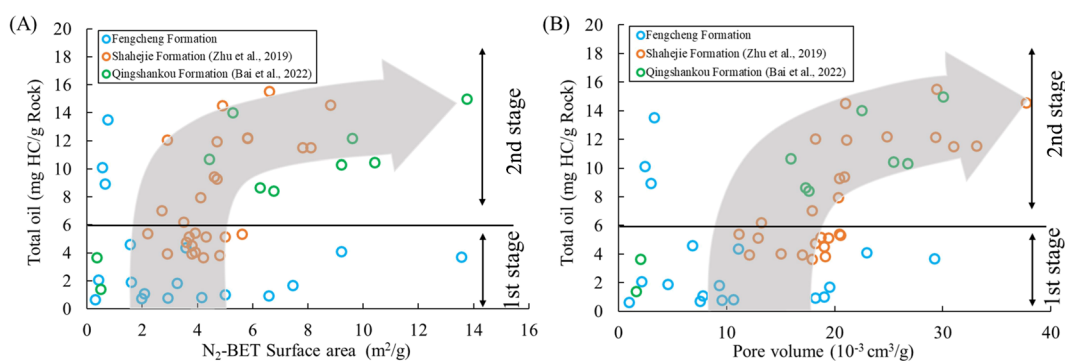 (A)
Total oil (mg HC/g Rock)
20
18
16
14
12
10
8
6
4
2
0
Fengcheng Formation
Shahejie Formation (Zhu et al., 2019)
Qingshankou Formation (Bai et al., 2022)
2nd stage
1st stage
0 2 4 6 8 10 12 14 16
N₂-BET Surface area (m²/g)
(B)
Total oil (mg HC/g Rock)
20
18
16
14
12
10
8
6
4
2
0
Fengcheng Formation
Shahejie Formation (Zhu et al., 2019)
Qingshankou Formation (Bai et al., 2022)
2nd stage
1st stage
0 10 20 30 40
Pore volume (10⁻³ cm³/g)